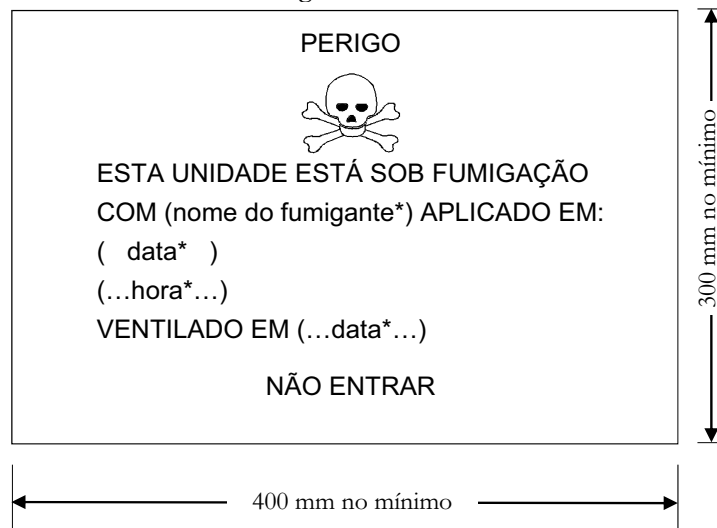 PERIGO
ESTA UNIDADE ESTÁ SOB FUMIGAÇÃO
COM (nome do fumigante*) APLICADO EM:
( data* )
(…hora*…)
VENTILADO EM (…data*…)
NÃO ENTRAR
300 mm no mínimo
400 mm no mínimo